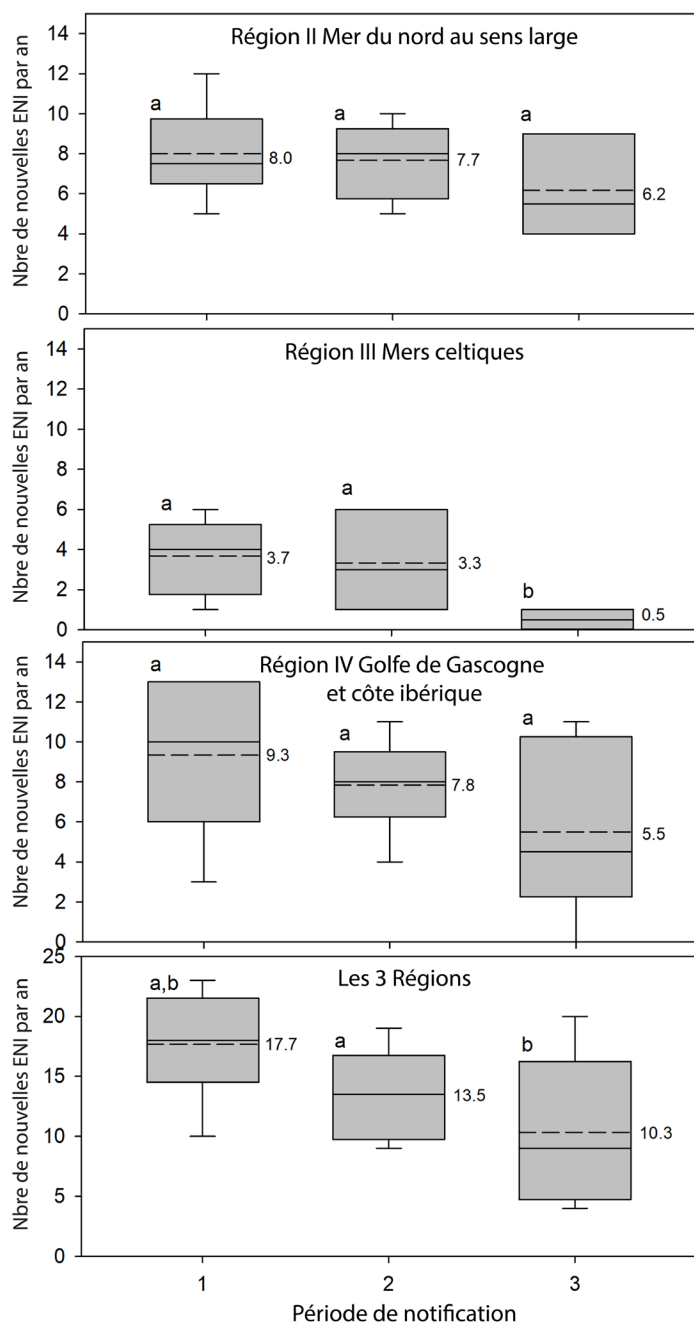 Région II Mer du nord au sens large
Nbre de nouvelles ENI par an
14
12
10
8
6
4
2
0
a
8.0
a
7.7
a
6.2
Région III Mers celtiques
Nbre de nouvelles ENI par an
14
12
10
8
6
4
2
0
a
3.7
a
3.3
b
0.5
Région IV Golfe de Gascogne
et côte ibérique
Nbre de nouvelles ENI par an
14
12
10
8
6
4
2
0
a
9.3
a
7.8
a
5.5
Les 3 Régions
Nbre de nouvelles ENI par an
25
20
15
10
5
0
a,b
17.7
a
13.5
b
10.3
1 2 3
Période de notification